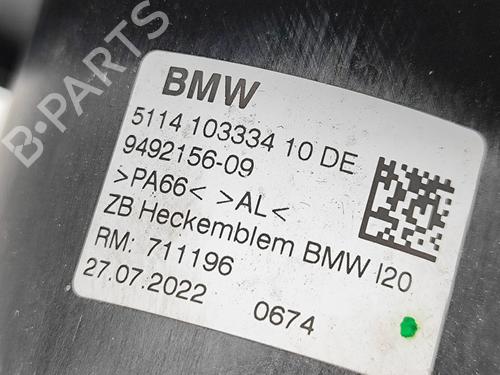 B-PARTS
BMW
5114 103334 10 DE
9492156-09
>PA66< >AL<
ZB Heckemblem BMW I20
RM: 711196
27.07.2022 0674